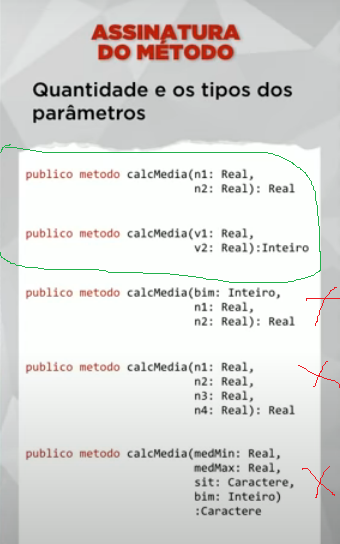 ASSINATURA
DO MÉTODO
Quantidade e os tipos dos
parâmetros
publico metodo calcMedia(n1: Real,
n2: Real): Real
publico metodo calcMedia(v1: Real,
v2: Real):Inteiro
publico metodo calcMedia(bim: Inteiro,
n1: Real,
n2: Real): Real
publico metodo calcMedia(n1: Real,
n2: Real,
n3: Real,
n4: Real): Real
publico metodo calcMedia(medMin: Real,
medMax: Real,
sit: Caractere,
bim: Inteiro)
:Caractere